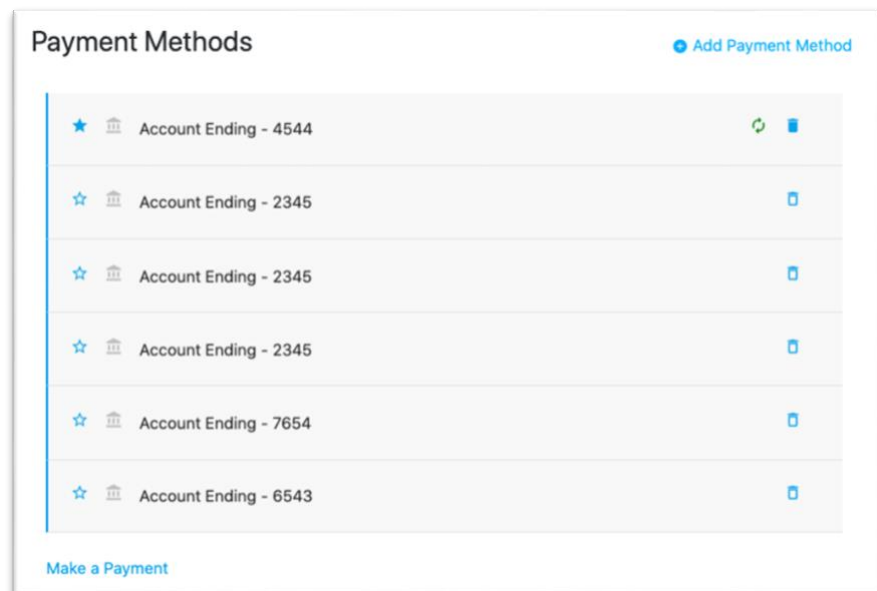 Payment Methods
Add Payment Method
Account Ending - 4544
Account Ending - 2345
Account Ending - 2345
Account Ending - 2345
Account Ending - 7654
Account Ending - 6543
Make a Payment